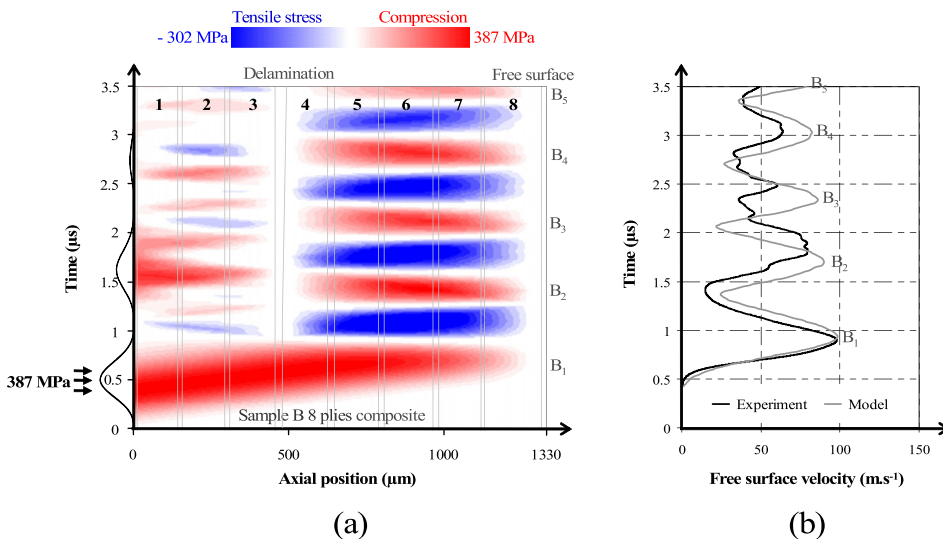 Tensile stress Compression
- 302 MPa 387 MPa
Delamination Free surface
Time (µs)
3.5
3
2.5
2
1.5
1
0.5
0
387 MPa
1 2 3 4 5 6 7 8
B5
B4
B3
B2
B1
Sample B 8 plies composite
0 500 1000 1330
Axial position (µm)
(a)
Time (µs)
3.5
3
2.5
2
1.5
1
0.5
0
B5
B4
B3
B2
B1
Experiment Model
0 50 100 150
Free surface velocity (m.s-1)
(b)